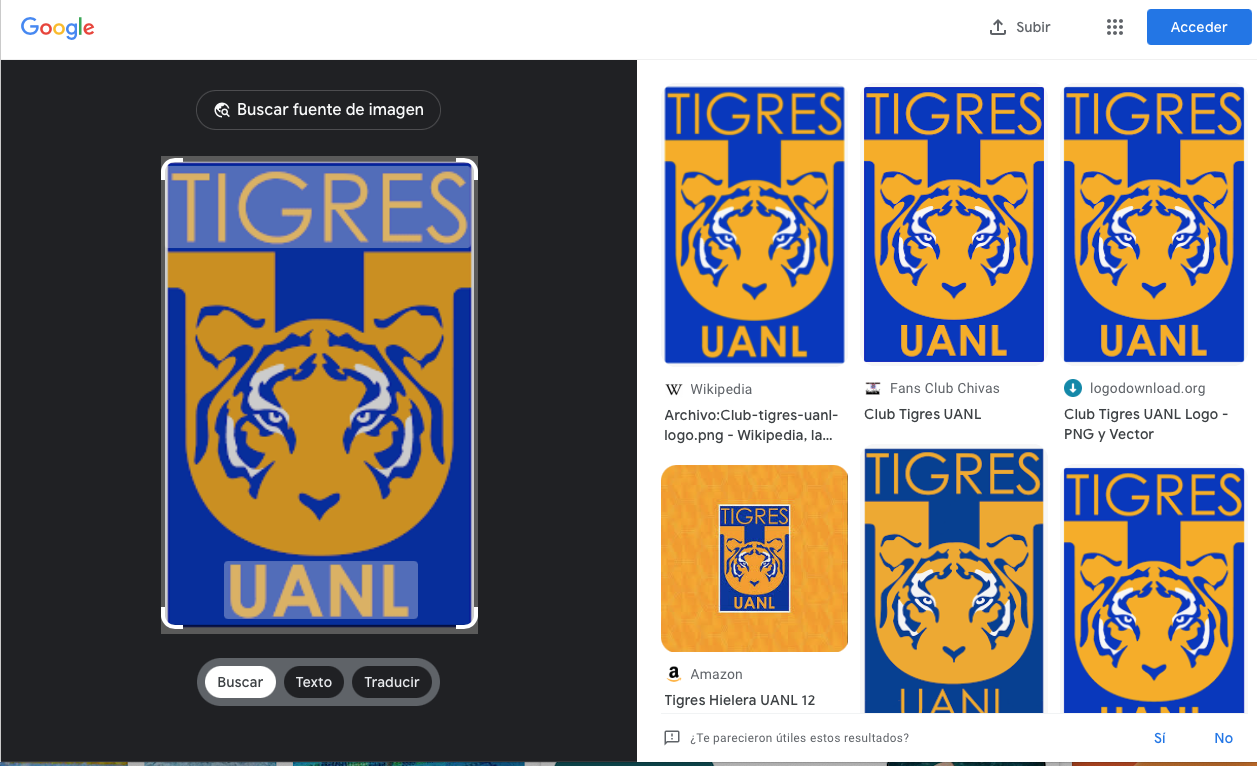 Google
Subir
Acceder
Buscar fuente de imagen
TIGRES
UANL
Buscar
Texto
Traducir
TIGRES
UANL
W Wikipedia
Archivo:Club-tigres-uanl-
logo.png - Wikipedia, la...
TIGRES
UANL
Fans Club Chivas
Club Tigres UANL
TIGRES
UANL
logodownload.org
Club Tigres UANL Logo -
PNG y Vector
TIGRES
UANL
a Amazon
Tigres Hielera UANL 12
TIGRES
UANL
TIGRES
UANL
¿Te parecieron útiles estos resultados?
Sí
No